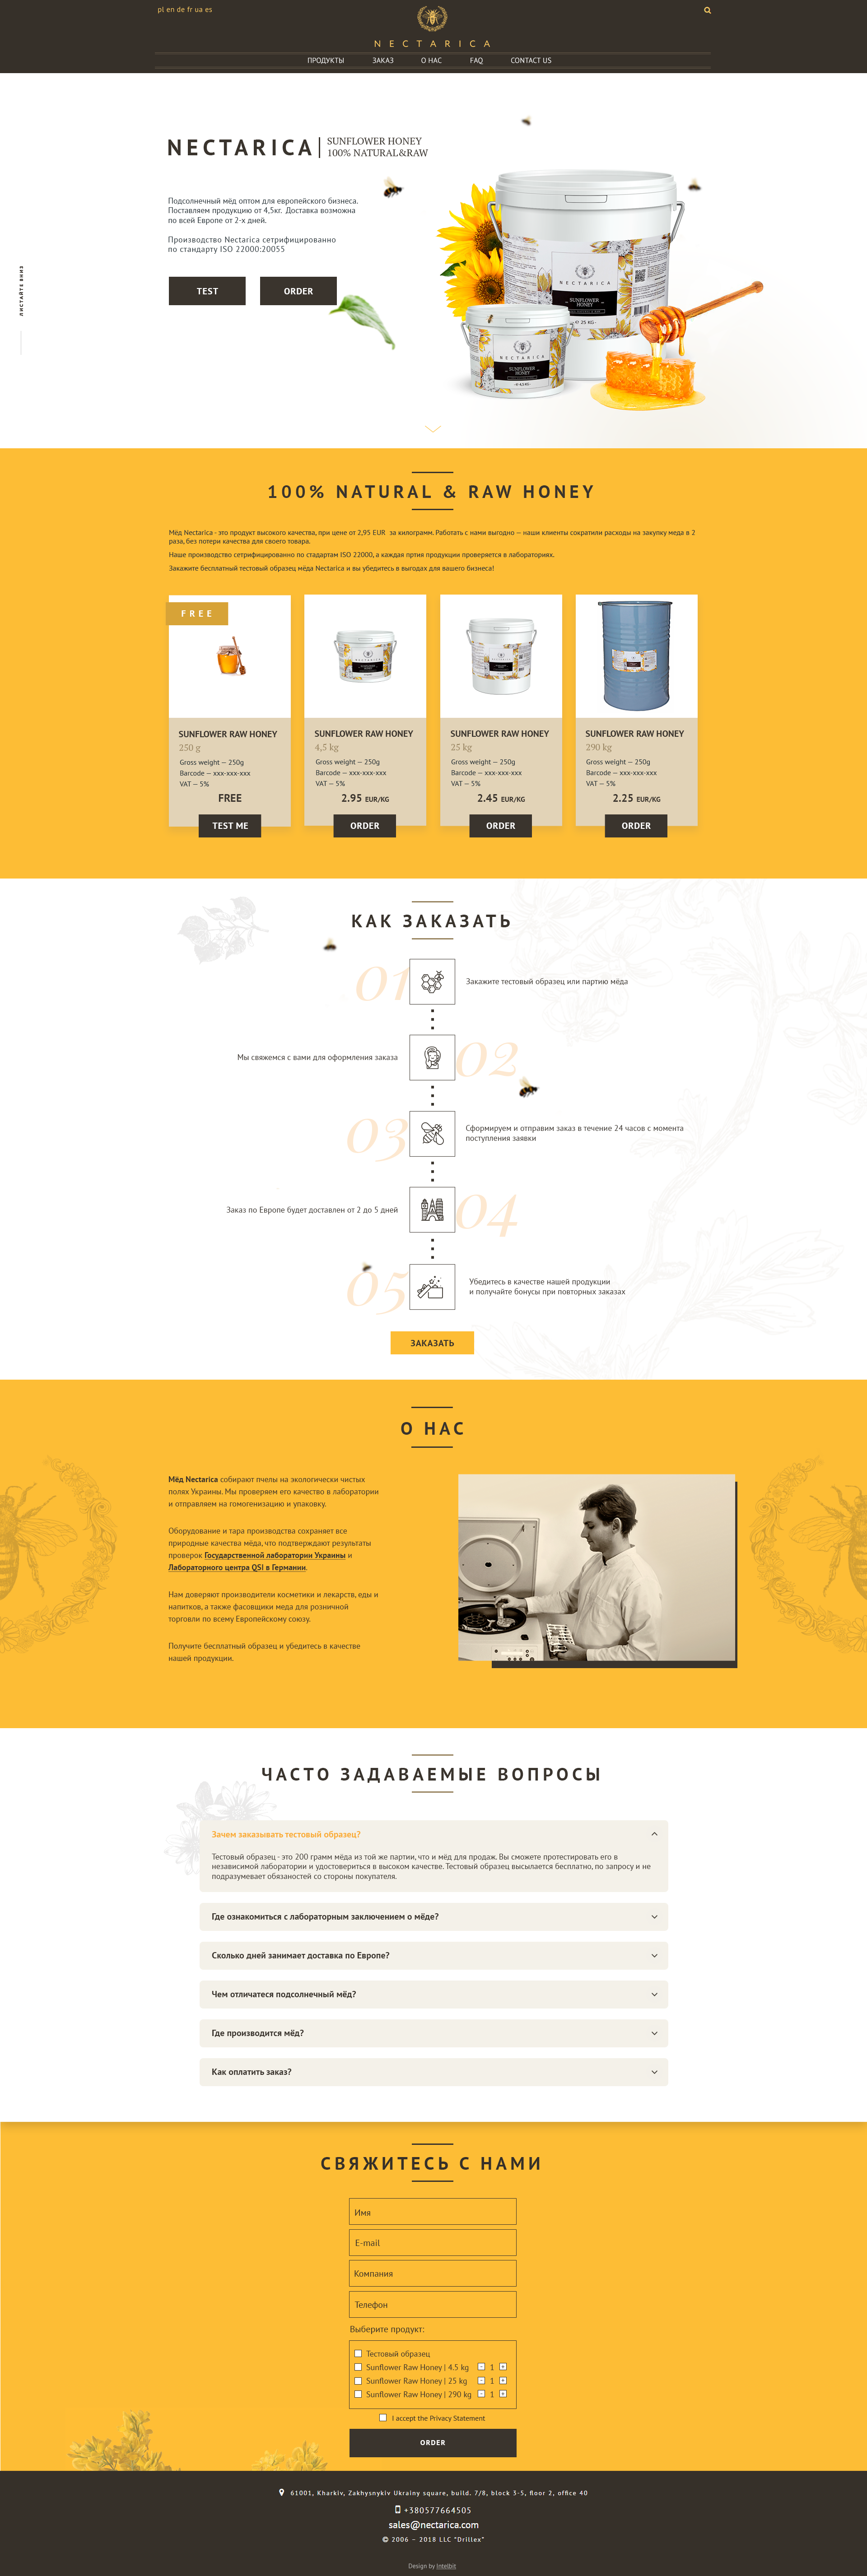 pl en de fr ua es
NECTARICA
ПРОДУКТЫ ЗАКАЗ О НАС FAQ CONTACT US
NECTARICA
SUNFLOWER HONEY
100% NATURAL&RAW
Подсолнечный мёд оптом для европейского бизнеса.
Поставляем продукцию от 4,5кг. Доставка возможна
по всей Европе от 2-х дней.
Производство Nectarica сетрифицированно
по стандарту ISO 22000:20055
TEST ORDER
ЛИСТАЙТЕ ВНИЗ
NECTARICA
SUNFLOWER
HONEY
℮ 25 KG
NECTARICA
SUNFLOWER
HONEY
℮ 4,5 KG
100% NATURAL & RAW HONEY
Мёд Nectarica - это продукт высокого качества, при цене от 2,95 EUR за килограмм. Работать с нами выгодно — наши клиенты сократили расходы на закупку меда в 2
раза, без потери качества для своего товара.
Наше производство сетрифицированно по стадартам ISO 22000, а каждая пртия продукции проверяется в лабораториях.
Закажите бесплатный тестовый образец мёда Nectarica и вы убедитесь в выгодах для вашего бизнеса!
FREE
SUNFLOWER RAW HONEY
250 g
Gross weight — 250g
Barcode — xxx-xxx-xxx
VAT — 5%
FREE
TEST ME
NECTARICA
SUNFLOWER RAW HONEY
4,5 kg
Gross weight — 250g
Barcode — xxx-xxx-xxx
VAT — 5%
2.95 EUR/KG
ORDER
NECTARICA
SUNFLOWER RAW HONEY
25 kg
Gross weight — 250g
Barcode — xxx-xxx-xxx
VAT — 5%
2.45 EUR/KG
ORDER
SUNFLOWER RAW HONEY
290 kg
Gross weight — 250g
Barcode — xxx-xxx-xxx
VAT — 5%
2.25 EUR/KG
ORDER
КАК ЗАКАЗАТЬ
01
Закажите тестовый образец или партию мёда
Мы свяжемся с вами для оформления заказа
02
03
Сформируем и отправим заказ в течение 24 часов с момента
поступления заявки
Заказ по Европе будет доставлен от 2 до 5 дней
04
05
Убедитесь в качестве нашей продукции
и получайте бонусы при повторных заказах
ЗАКАЗАТЬ
О НАС
Мёд Nectarica собирают пчелы на экологически чистых
полях Украины. Мы проверяем его качество в лаборатории
и отправляем на гомогенизацию и упаковку.
Оборудование и тара производства сохраняет все
природные качества мёда, что подтверждают результаты
проверок Государственной лаборатории Украины и
Лабораторного центра QSI в Германии.
Нам доверяют производители косметики и лекарств, еды и
напитков, а также фасовщики меда для розничной
торговли по всему Европейскому союзу.
Получите бесплатный образец и убедитесь в качестве
нашей продукции.
ЧАСТО ЗАДАВАЕМЫЕ ВОПРОСЫ
Зачем заказывать тестовый образец?
Тестовый образец - это 200 грамм мёда из той же партии, что и мёд для продаж. Вы сможете протестировать его в
независимой лаборатории и удостовериться в высоком качестве. Тестовый образец высылается бесплатно, по запросу и не
подразумевает обязаностей со стороны покупателя.
Где ознакомиться с лабораторным заключением о мёде?
Сколько дней занимает доставка по Европе?
Чем отличатеся подсолнечный мёд?
Где производится мёд?
Как оплатить заказ?
СВЯЖИТЕСЬ С НАМИ
Имя
E-mail
Компания
Телефон
Выберите продукт:
Тестовый образец
Sunflower Raw Honey | 4.5 kg - 1 +
Sunflower Raw Honey | 25 kg - 1 +
Sunflower Raw Honey | 290 kg - 1 +
I accept the Privacy Statement
ORDER
61001, Kharkiv, Zakhysnykiv Ukrainy square, build. 7/8, block 3-5, floor 2, office 40
+380577664505
sales@nectarica.com
© 2006 – 2018 LLC "Drillex"
Design by Intelbit